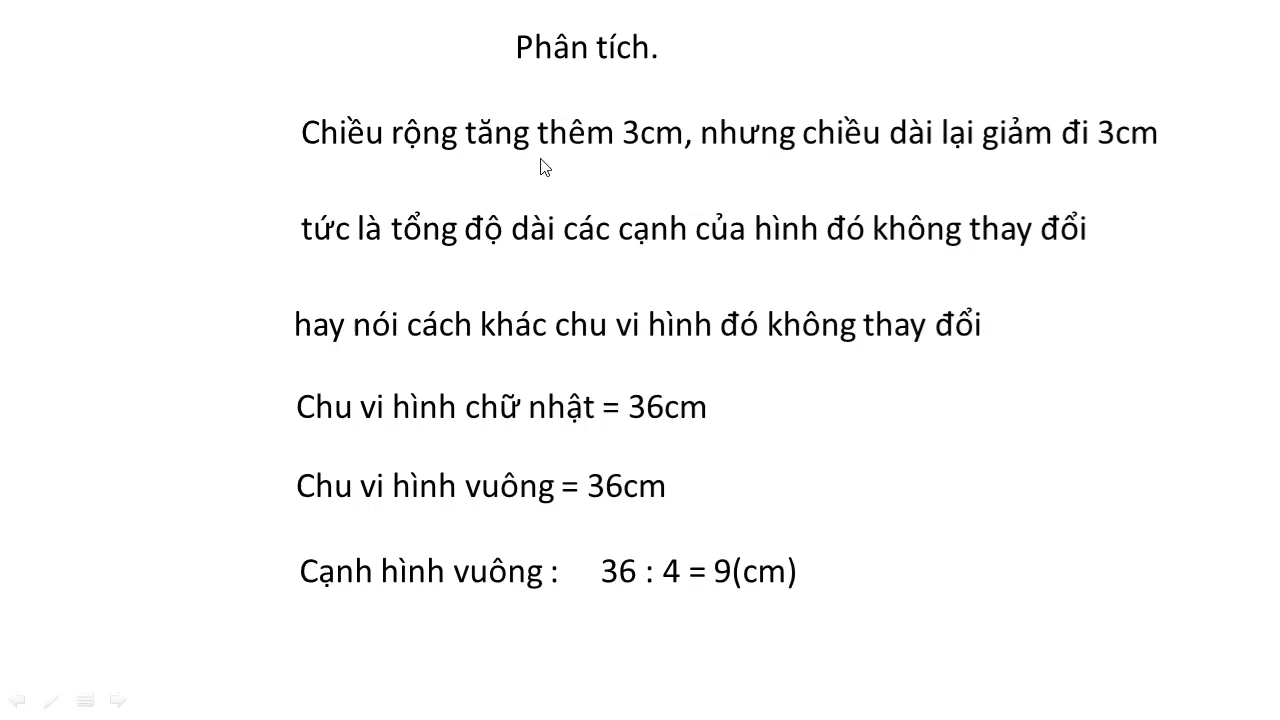 Phân tích.
Chiều rộng tăng thêm 3cm, nhưng chiều dài lại giảm đi 3cm
tức là tổng độ dài các cạnh của hình đó không thay đổi
hay nói cách khác chu vi hình đó không thay đổi
Chu vi hình chữ nhật = 36cm
Chu vi hình vuông = 36cm
Cạnh hình vuông : 36 : 4 = 9(cm)